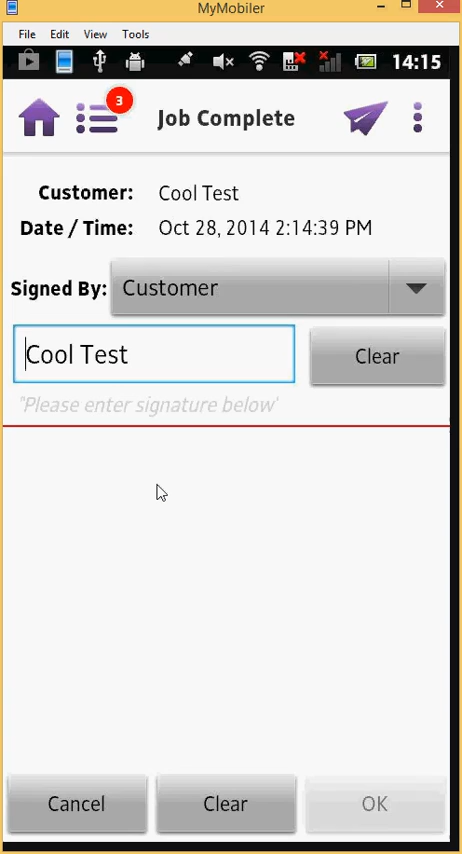 MyMobiler
File Edit View Tools
14:15
3
Job Complete
Customer: Cool Test
Date / Time: Oct 28, 2014 2:14:39 PM
Signed By: Customer
Cool Test Clear
"Please enter signature below'
Cancel Clear OK